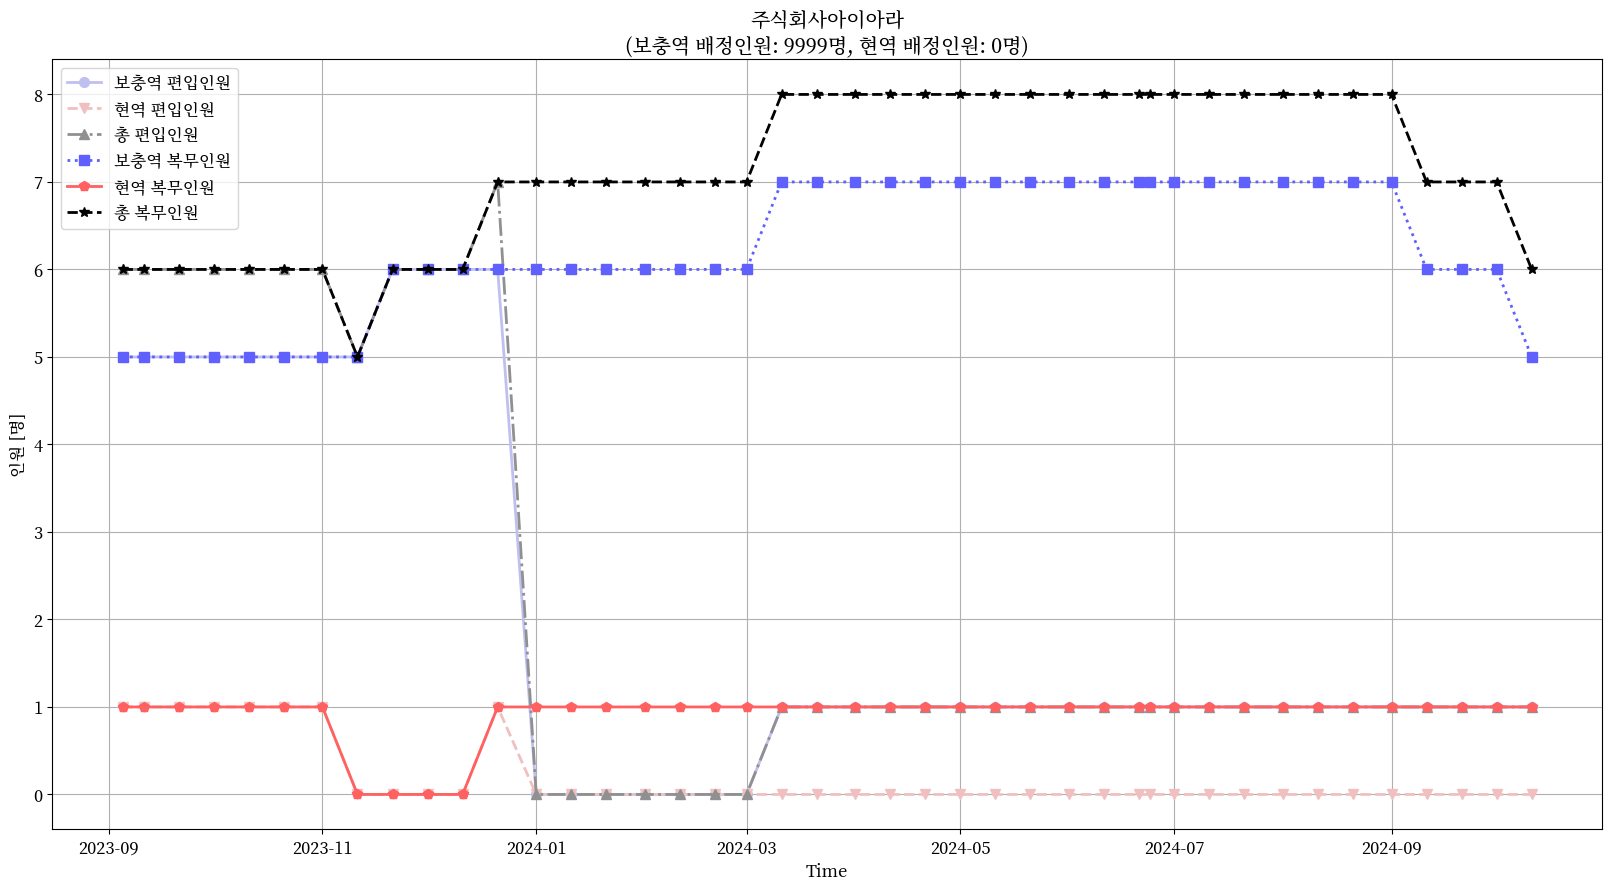 주식회사아이아라
(보충역 배정인원: 9999명, 현역 배정인원: 0명)
보충역 편입인원
현역 편입인원
총 편입인원
보충역 복무인원
현역 복무인원
총 복무인원
인원 [명]
8
7
6
5
4
3
2
1
0
2023-09
2023-11
2024-01
2024-03
2024-05
2024-07
2024-09
Time